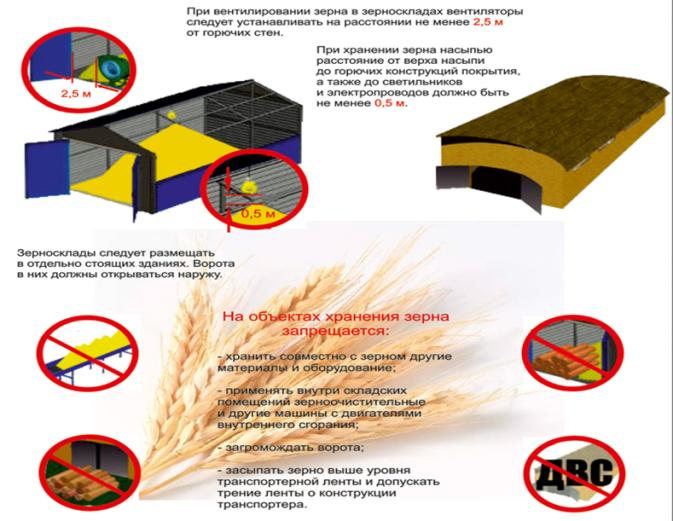 При вентилировании зерна в зерноскладах вентиляторы
следует устанавливать на расстоянии не менее 2,5 м
от горючих стен.
2,5 м
При хранении зерна насыпью
расстояние от верха насыпи
до горючих конструкций покрытия,
а также до светильников
и электропроводов должно быть
не менее 0,5 м.
0,5 м
Зерносклады следует размещать
в отдельно стоящих зданиях. Ворота
в них должны открываться наружу.
На объектах хранения зерна
запрещается:
- хранить совместно с зерном другие
материалы и оборудование;
- применять внутри складских
помещений зерноочистительные
и другие машины с двигателями
внутреннего сгорания;
- загромождать ворота;
- засыпать зерно выше уровня
транспортерной ленты и допускать
трение ленты о конструкции
транспортера.
ДВС